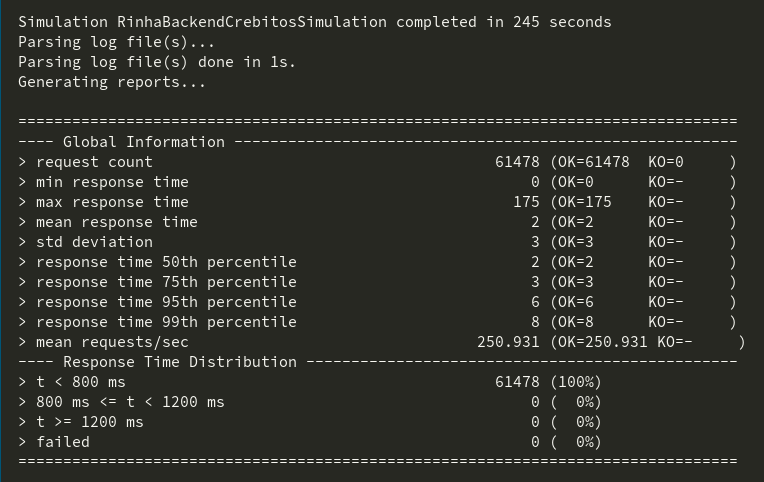 Simulation RinhaBackendCrebitosSimulation completed in 245 seconds
Parsing log file(s)...
Parsing log file(s) done in 1s.
Generating reports...
================================================================================
---- Global Information --------------------------------------------------------
> request count                                      61478 (OK=61478  KO=0     )
> min response time                                      0 (OK=0      KO=-     )
> max response time                                    175 (OK=175    KO=-     )
> mean response time                                     2 (OK=2      KO=-     )
> std deviation                                          3 (OK=3      KO=-     )
> response time 50th percentile                          2 (OK=2      KO=-     )
> response time 75th percentile                          3 (OK=3      KO=-     )
> response time 95th percentile                          6 (OK=6      KO=-     )
> response time 99th percentile                          8 (OK=8      KO=-     )
> mean requests/sec                                250.931 (OK=250.931 KO=-     )
---- Response Time Distribution ------------------------------------------------
> t < 800 ms                                         61478 (100%)
> 800 ms <= t < 1200 ms                                  0 (  0%)
> t >= 1200 ms                                           0 (  0%)
> failed                                                 0 (  0%)
================================================================================